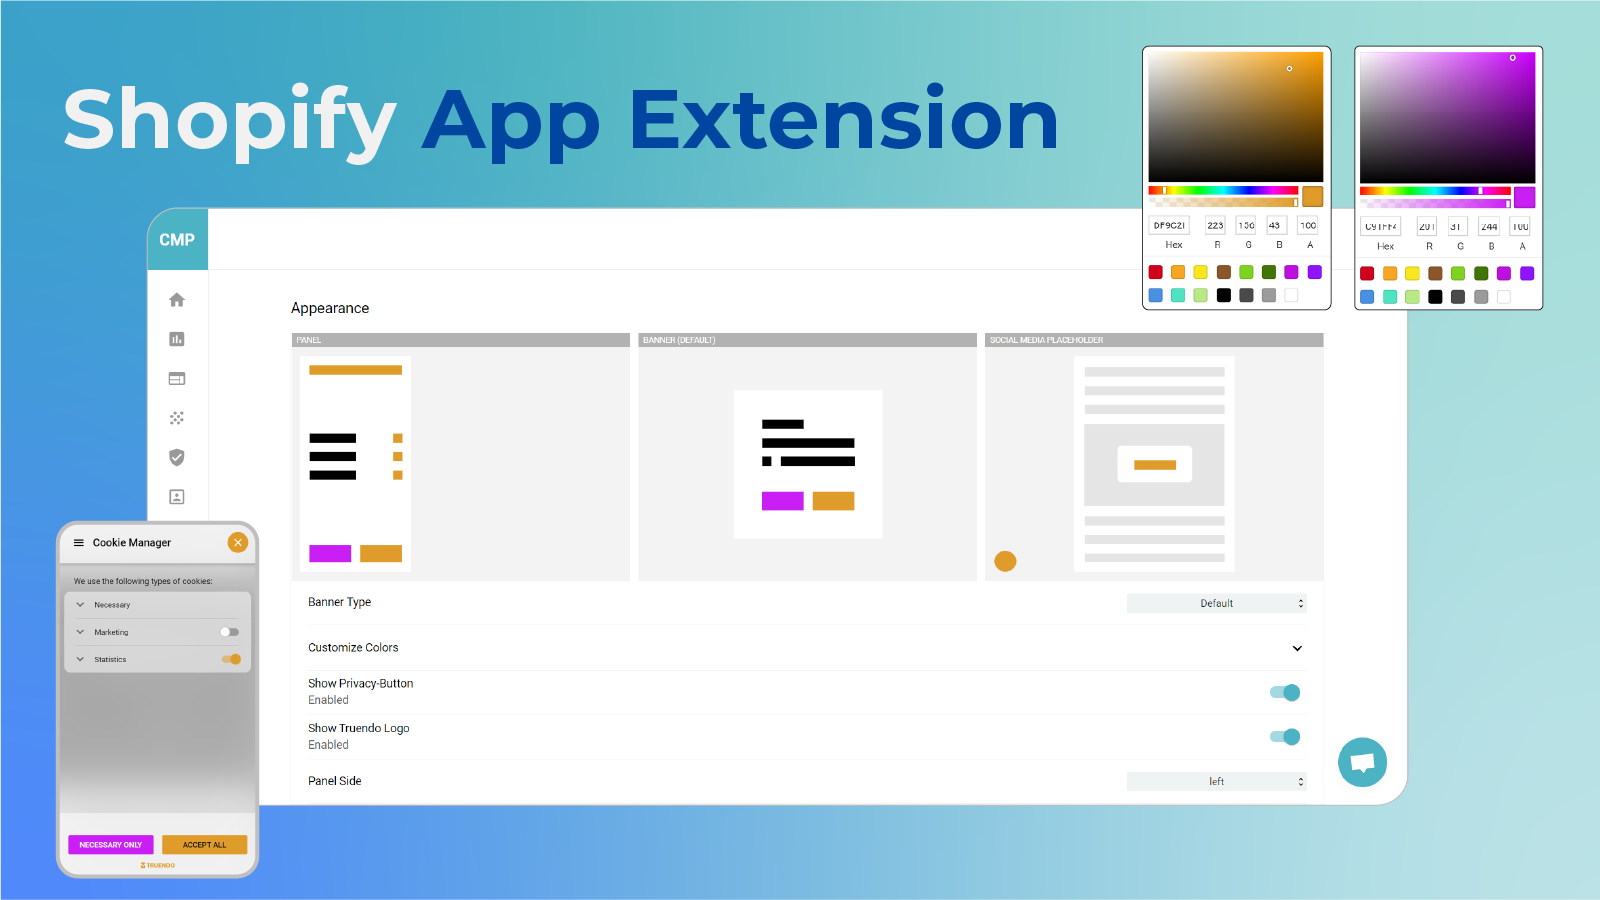 Shopify App Extension
DF9C2I 223 156 43 100
Hex R G B A
201 31 244 100
Hex R G B A
CMP
Appearance
PANEL
BANNER (DEFAULT)
SOCIAL MEDIA PLACEHOLDER
Banner Type
Default
Customize Colors
Show Privacy-Button
Enabled
Show Truendo Logo
Enabled
Panel Side
left
Cookie Manager
We use the following types of cookies:
Necessary
Marketing
Statistics
NECESSARY ONLY
ACCEPT ALL
TRUENDO